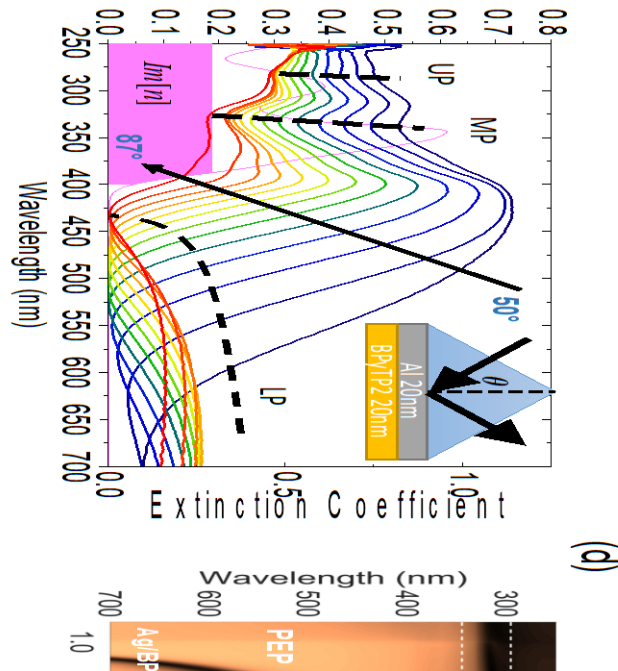 0.0 0.1 0.2 0.3 0.4 0.5 0.6 0.7 0.8
(d)
250 300 350 400 450 500 550 600 650 700
Wavelength (nm)
0.0 0.5 1.0
Extinction Coefficient
Im[n]
UP
MP
LP
87°
50°
θ
Al 20nm
BPyTP2 20nm
Wavelength (nm)
700 600 500 400 300
1.0
PEP
Ag/BP